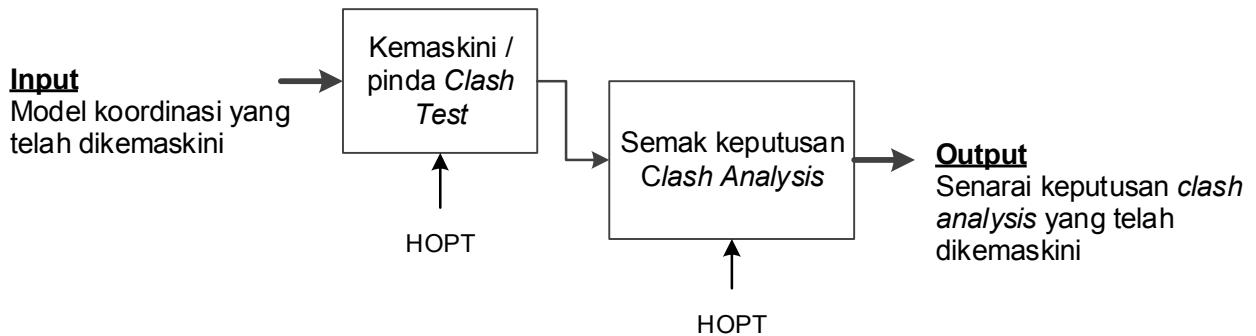 Input
Model koordinasi yang
telah dikemaskini
Kemaskini /
pinda Clash
Test
HOPT
Semak keputusan
Clash Analysis
HOPT
Output
Senarai keputusan clash
analysis yang telah
dikemaskini